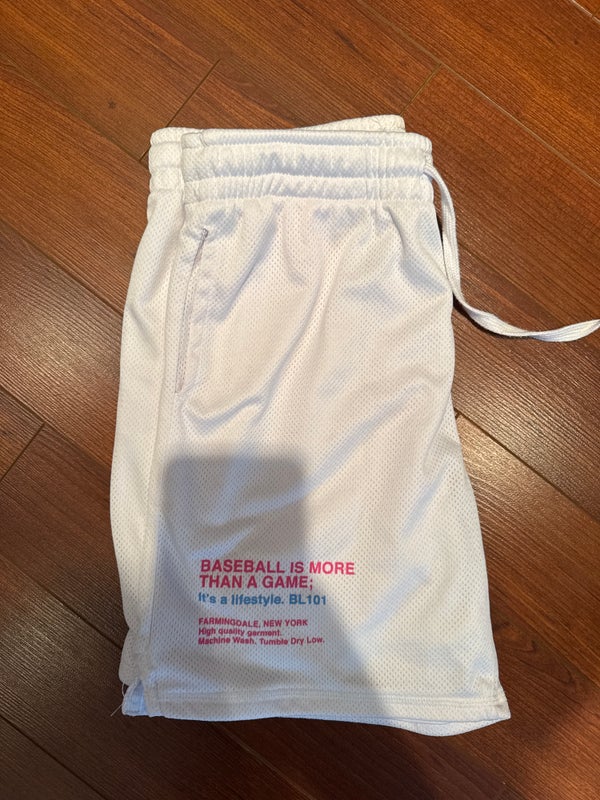 BASEBALL IS MORE
THAN A GAME;
It's a lifestyle. BL101
FARMINGDALE, NEW YORK
High quality garment.
Machine Wash. Tumble Dry Low.